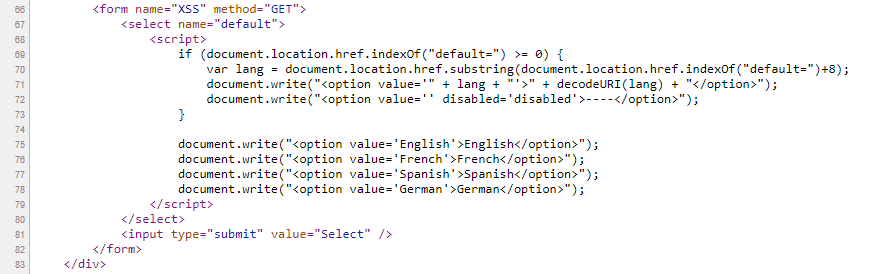 66 <form name="XSS" method="GET">
67 <select name="default">
68 <script>
69 if (document.location.href.indexOf("default=") >= 0) {
70 var lang = document.location.href.substring(document.location.href.indexOf("default=")+8);
71 document.write("<option value='" + lang + "'>" + decodeURI(lang) + "</option>");
72 document.write("<option value='' disabled='disabled'>----</option>");
73 }
74
75 document.write("<option value='English'>English</option>");
76 document.write("<option value='French'>French</option>");
77 document.write("<option value='Spanish'>Spanish</option>");
78 document.write("<option value='German'>German</option>");
79 </script>
80 </select>
81 <input type="submit" value="Select" />
82 </form>
83 </div>